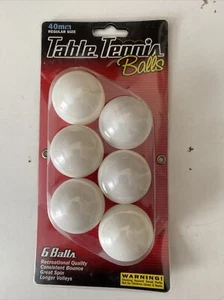 40mm
REGULAR SIZE
Table Tennis
Balls
6 Balls
Recreational Quality
Consistent Bounce
Great Spin
Longer Volleys
WARNING!